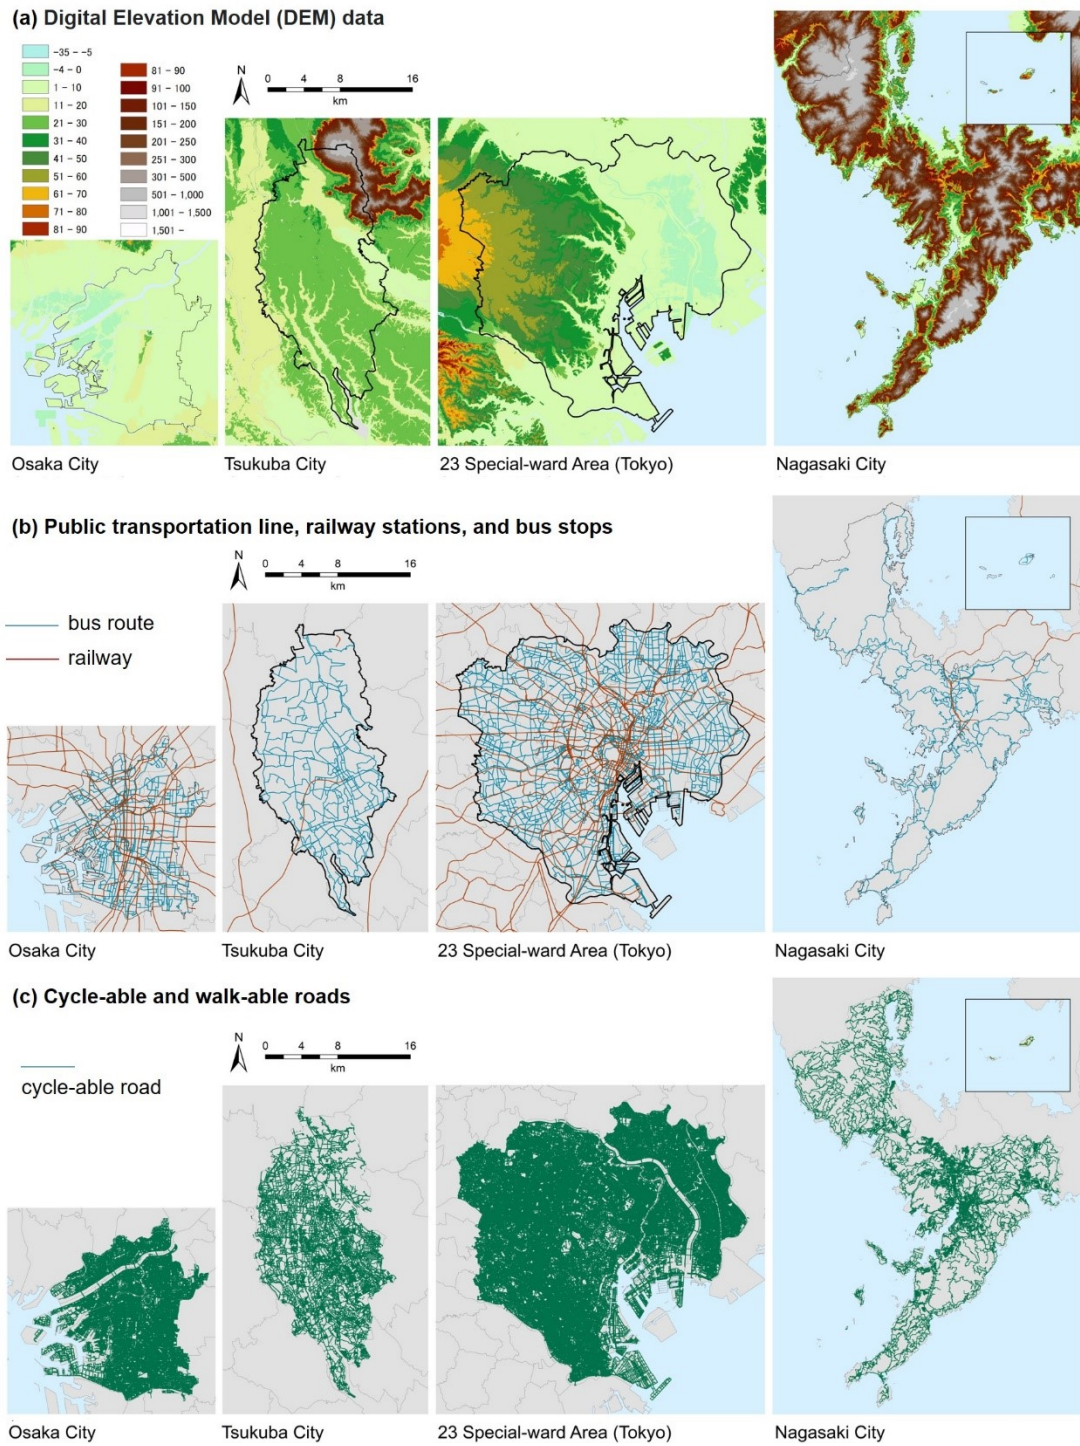 (a) Digital Elevation Model (DEM) data
-35 - -5
-4 - 0
1 - 10
11 - 20
21 - 30
31 - 40
41 - 50
51 - 60
61 - 70
71 - 80
81 - 90
81 - 90
91 - 100
101 - 150
151 - 200
201 - 250
251 - 300
301 - 500
501 - 1,000
1,001 - 1,500
1,501 -
N
0 4 8 16
km
Osaka City
Tsukuba City
23 Special-ward Area (Tokyo)
Nagasaki City
(b) Public transportation line, railway stations, and bus stops
N
0 4 8 16
km
bus route
railway
Osaka City
Tsukuba City
23 Special-ward Area (Tokyo)
Nagasaki City
(c) Cycle-able and walk-able roads
N
0 4 8 16
km
cycle-able road
Osaka City
Tsukuba City
23 Special-ward Area (Tokyo)
Nagasaki City